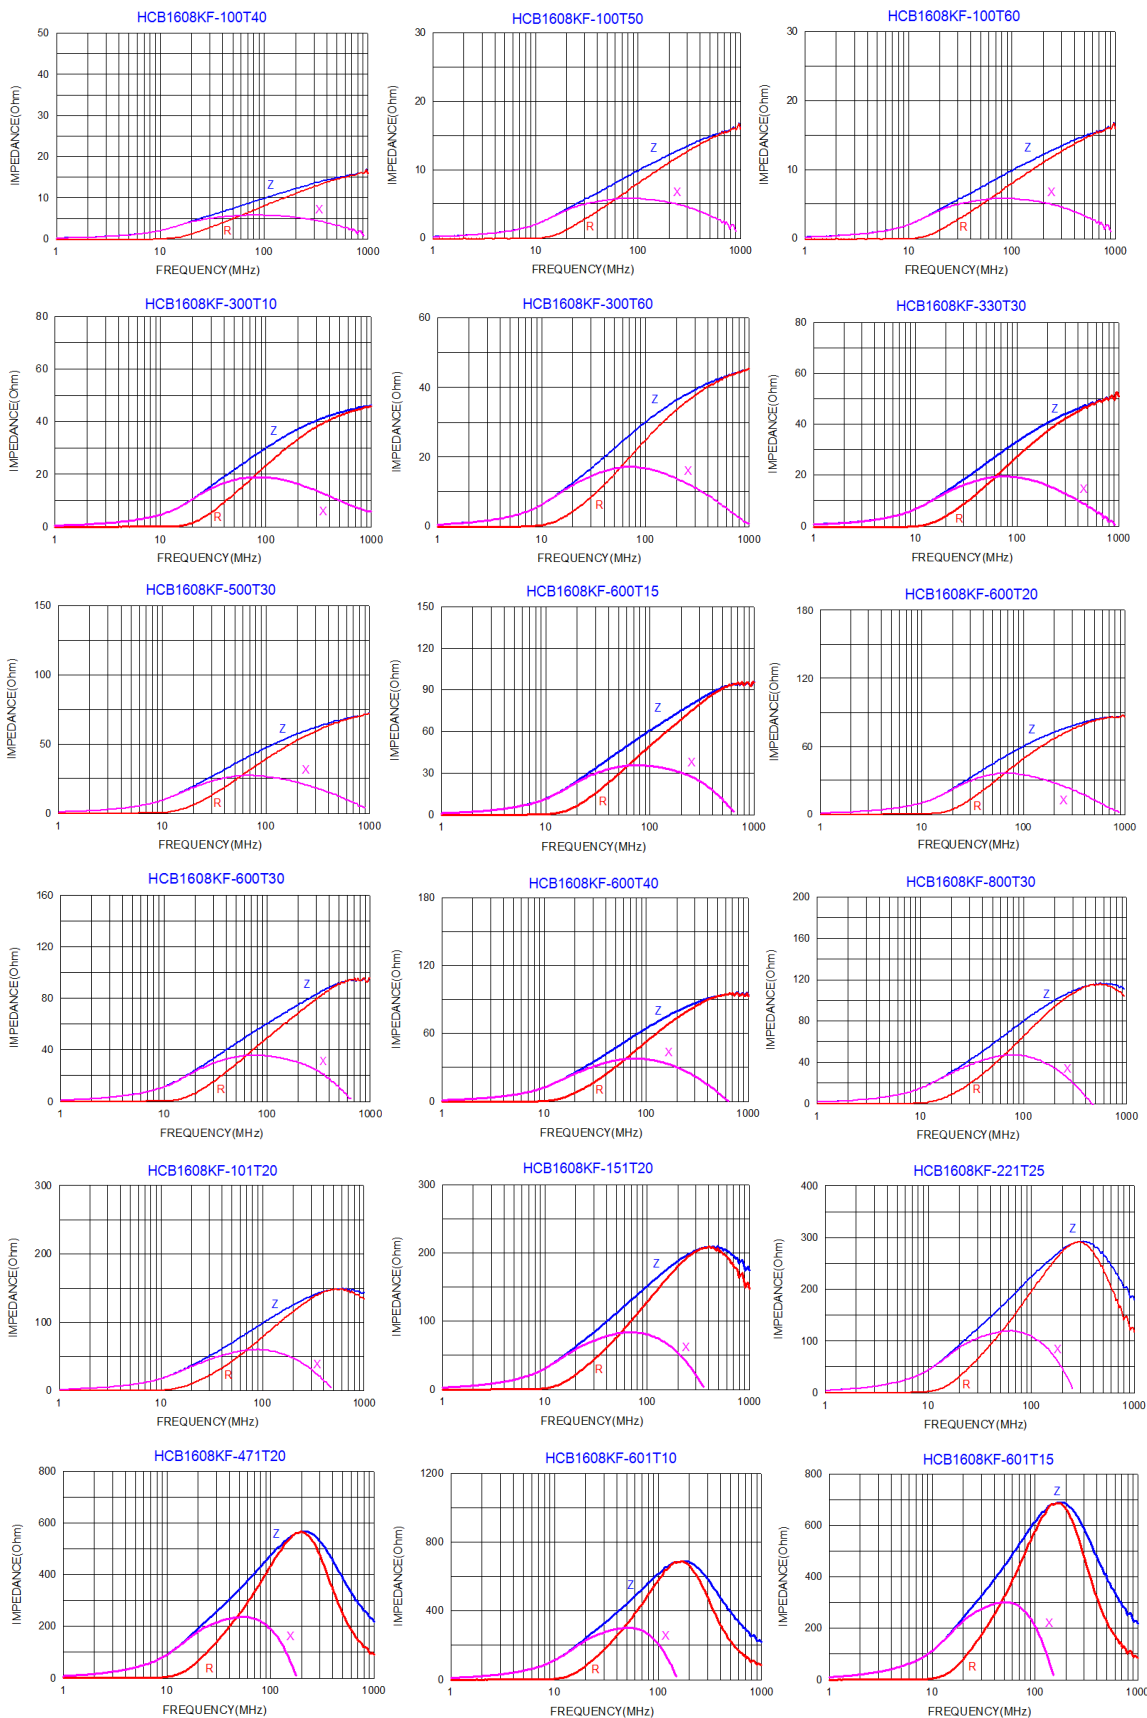 HCB1608KF-100T40
50
40
30
20
10
0
IMPEDANCE(Ohm)
Z
X
R
1
10
100
1000
FREQUENCY(MHz)
HCB1608KF-100T50
30
20
10
0
IMPEDANCE(Ohm)
Z
X
R
1
10
100
1000
FREQUENCY(MHz)
HCB1608KF-100T60
30
20
10
0
IMPEDANCE(Ohm)
Z
X
R
1
10
100
1000
FREQUENCY(MHz)
HCB1608KF-300T10
80
60
40
20
0
IMPEDANCE(Ohm)
Z
R
X
1
10
100
1000
FREQUENCY(MHz)
HCB1608KF-300T60
60
40
20
0
IMPEDANCE(Ohm)
Z
X
R
1
10
100
1000
FREQUENCY(MHz)
HCB1608KF-330T30
80
60
40
20
0
IMPEDANCE(Ohm)
Z
X
R
1
10
100
1000
FREQUENCY(MHz)
HCB1608KF-500T30
150
100
50
0
IMPEDANCE(Ohm)
Z
X
R
1
10
100
1000
FREQUENCY(MHz)
HCB1608KF-600T15
150
120
90
60
30
0
IMPEDANCE(Ohm)
Z
X
R
1
10
100
1000
FREQUENCY(MHz)
HCB1608KF-600T20
180
120
60
0
IMPEDANCE(Ohm)
Z
X
R
1
10
100
1000
FREQUENCY(MHz)
HCB1608KF-600T30
160
120
80
40
0
IMPEDANCE(Ohm)
Z
X
R
1
10
100
1000
FREQUENCY(MHz)
HCB1608KF-600T40
180
120
60
0
IMPEDANCE(Ohm)
Z
X
R
1
10
100
1000
FREQUENCY(MHz)
HCB1608KF-800T30
200
160
120
80
40
0
IMPEDANCE(Ohm)
Z
X
R
1
10
100
1000
FREQUENCY(MHz)
HCB1608KF-101T20
300
200
150
100
50
0
IMPEDANCE(Ohm)
Z
X
R
1
10
100
1000
FREQUENCY(MHz)
HCB1608KF-151T20
300
200
100
0
IMPEDANCE(Ohm)
Z
X
R
1
10
100
1000
FREQUENCY(MHz)
HCB1608KF-221T25
400
300
200
100
0
IMPEDANCE(Ohm)
Z
X
R
1
10
100
1000
FREQUENCY(MHz)
HCB1608KF-471T20
800
600
400
200
0
IMPEDANCE(Ohm)
Z
X
R
1
10
100
1000
FREQUENCY(MHz)
HCB1608KF-601T10
1200
800
400
0
IMPEDANCE(Ohm)
Z
X
R
1
10
100
1000
FREQUENCY(MHz)
HCB1608KF-601T15
800
600
400
200
0
IMPEDANCE(Ohm)
Z
X
R
1
10
100
1000
FREQUENCY(MHz)